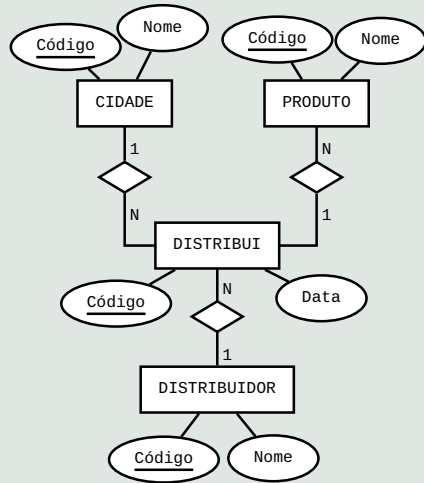 Código
Nome
CIDADE
Código
Nome
PRODUTO
1
N
N
1
DISTRIBUI
Código
N
Data
1
DISTRIBUIDOR
Código
Nome